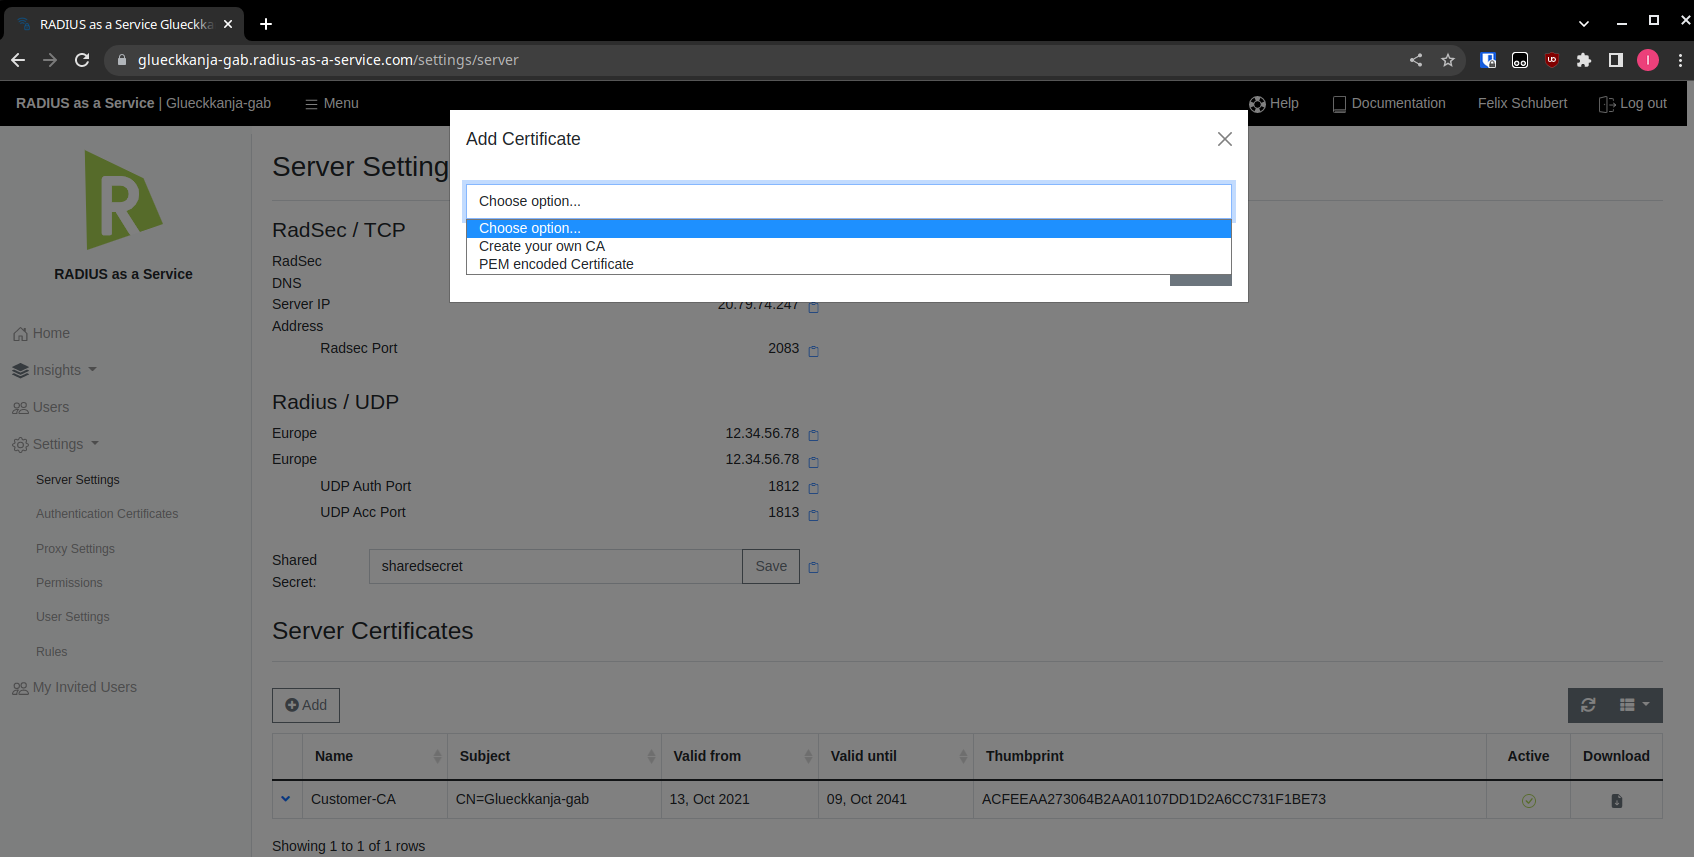 RADIUS as a Service Glueckka
glueckkanja-gab.radius-as-a-service.com/settings/server
RADIUS as a Service | Glueckkanja-gab
Menu
Help
Documentation
Felix Schubert
Log out
R
RADIUS as a Service
Home
Insights
Users
Settings
Server Settings
Authentication Certificates
Proxy Settings
Permissions
User Settings
Rules
My Invited Users
Add Certificate
Choose option...
Choose option...
Create your own CA
PEM encoded Certificate
Server Setting
RadSec / TCP
RadSec
DNS
Server IP 20.79.74.247
Address
Radsec Port 2083
Radius / UDP
Europe 12.34.56.78
Europe 12.34.56.78
UDP Auth Port 1812
UDP Acc Port 1813
Shared
Secret:
sharedsecret
Save
Server Certificates
Add
Name Subject Valid from Valid until Thumbprint Active Download
Customer-CA CN=Glueckkanja-gab 13, Oct 2021 09, Oct 2041 ACFEEAA273064B2AA01107DD1D2A6CC731F1BE73
Showing 1 to 1 of 1 rows